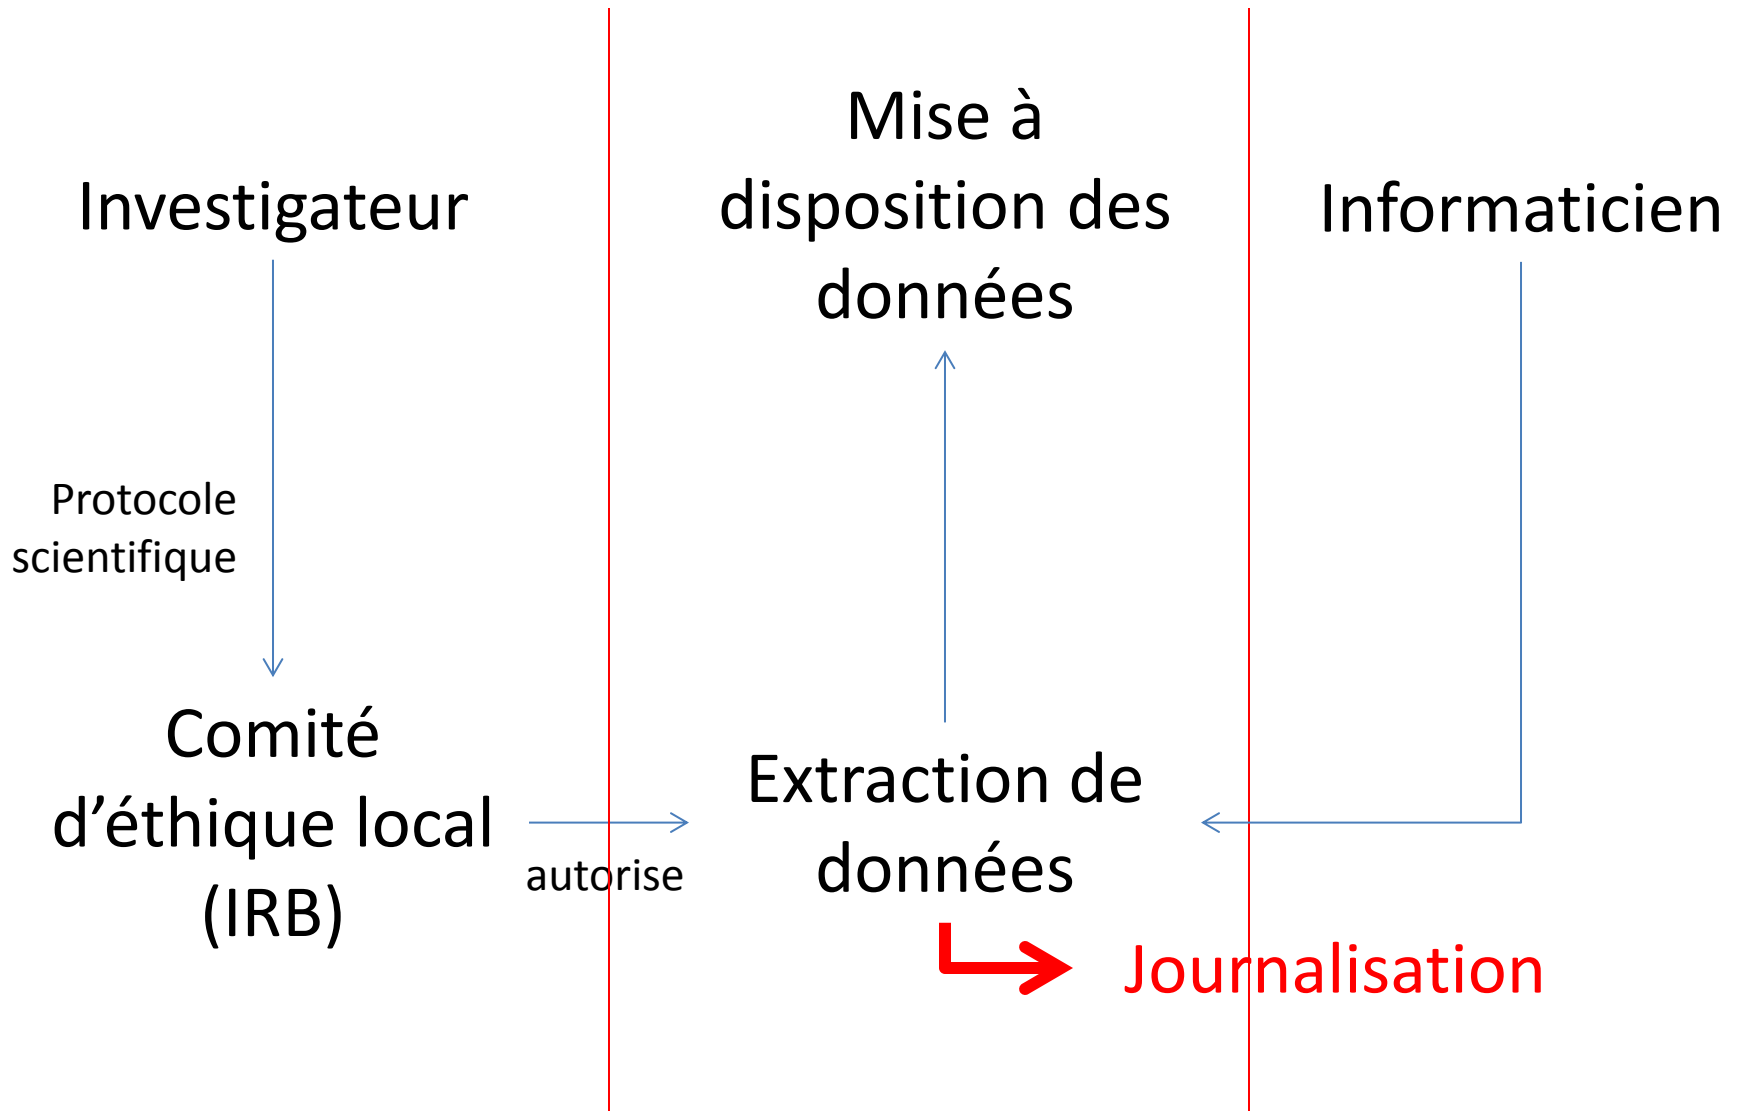 Investigateur
Protocole
scientifique
Comité
d’éthique local
(IRB)
autorise
Mise à
disposition des
données
Extraction de
données
Journalisation
Informaticien